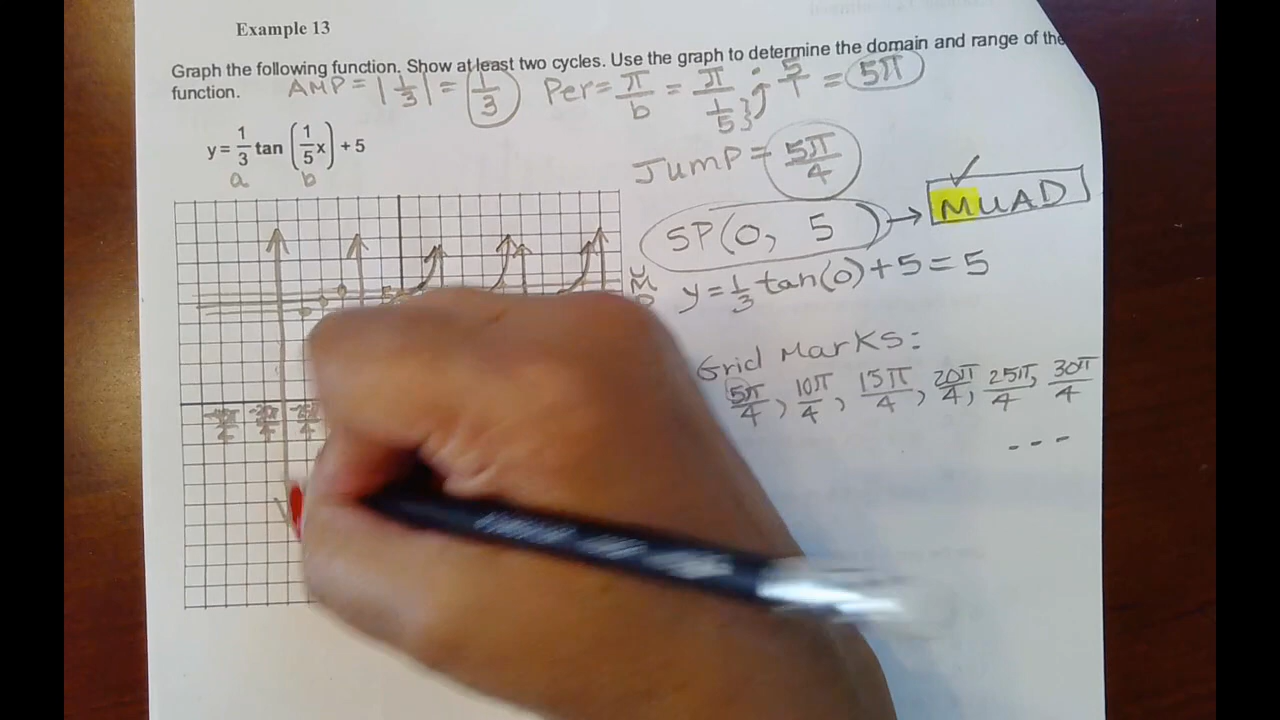 Example 13
Graph the following function. Show at least two cycles. Use the graph to determine the domain and range of the
function.
AMP = |1/3| = 1/3
Per = π/b = π/(1/5) · 5/1 = 5π
y = 1/3 tan (1/5 x) + 5
a b
Jump = 5π/4
SP(0, 5) → MUAD
y = 1/3 tan(0) + 5 = 5
Grid Marks:
5π/4, 10π/4, 15π/4, 20π/4, 25π/4, 30π/4
---